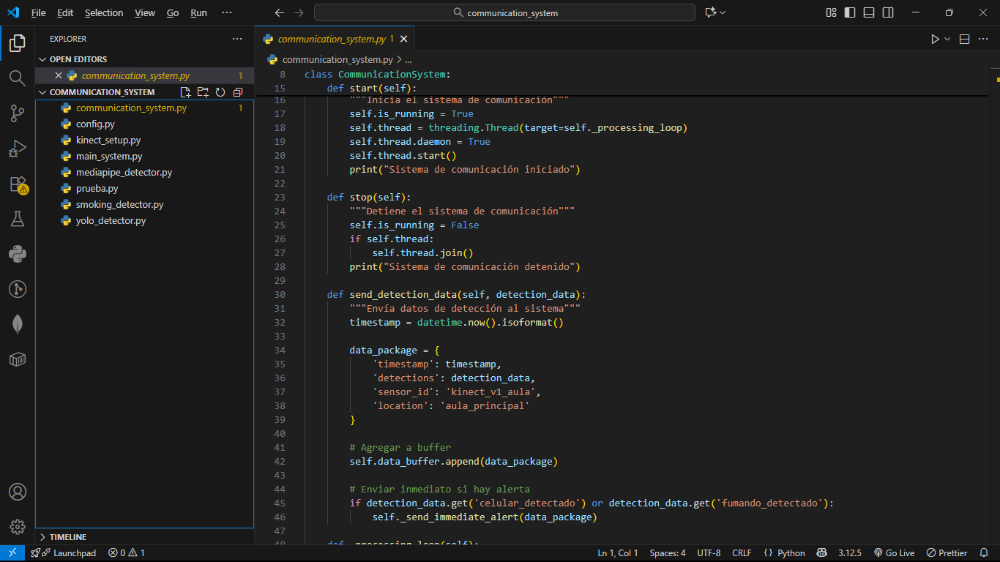 File Edit Selection View Go Run ··· communication_system
EXPLORER ···
OPEN EDITORS
communication_system.py 1
COMMUNICATION_SYSTEM
communication_system.py 1
config.py
kinect_setup.py
main_system.py
mediapipe_detector.py
prueba.py
smoking_detector.py
yolo_detector.py
TIMELINE
communication_system.py 1
communication_system.py > ...
8 class CommunicationSystem:
15 def start(self):
16 """Inicia el sistema de comunicación"""
17 self.is_running = True
18 self.thread = threading.Thread(target=self._processing_loop)
19 self.thread.daemon = True
20 self.thread.start()
21 print("Sistema de comunicación iniciado")
22
23 def stop(self):
24 """Detiene el sistema de comunicación"""
25 self.is_running = False
26 if self.thread:
27 self.thread.join()
28 print("Sistema de comunicación detenido")
29
30 def send_detection_data(self, detection_data):
31 """Envía datos de detección al sistema"""
32 timestamp = datetime.now().isoformat()
33
34 data_package = {
35 'timestamp': timestamp,
36 'detections': detection_data,
37 'sensor_id': 'kinect_v1_aula',
38 'location': 'aula_principal'
39 }
40
41 # Agregar a buffer
42 self.data_buffer.append(data_package)
43
44 # Enviar inmediato si hay alerta
45 if detection_data.get('celular_detectado') or detection_data.get('fumando_detectado'):
46 self._send_immediate_alert(data_package)
47
48 def _processing_loop(self):
Launchpad 0 1 Ln 1, Col 1 Spaces: 4 UTF-8 CRLF {} Python 3.12.5 Go Live Prettier